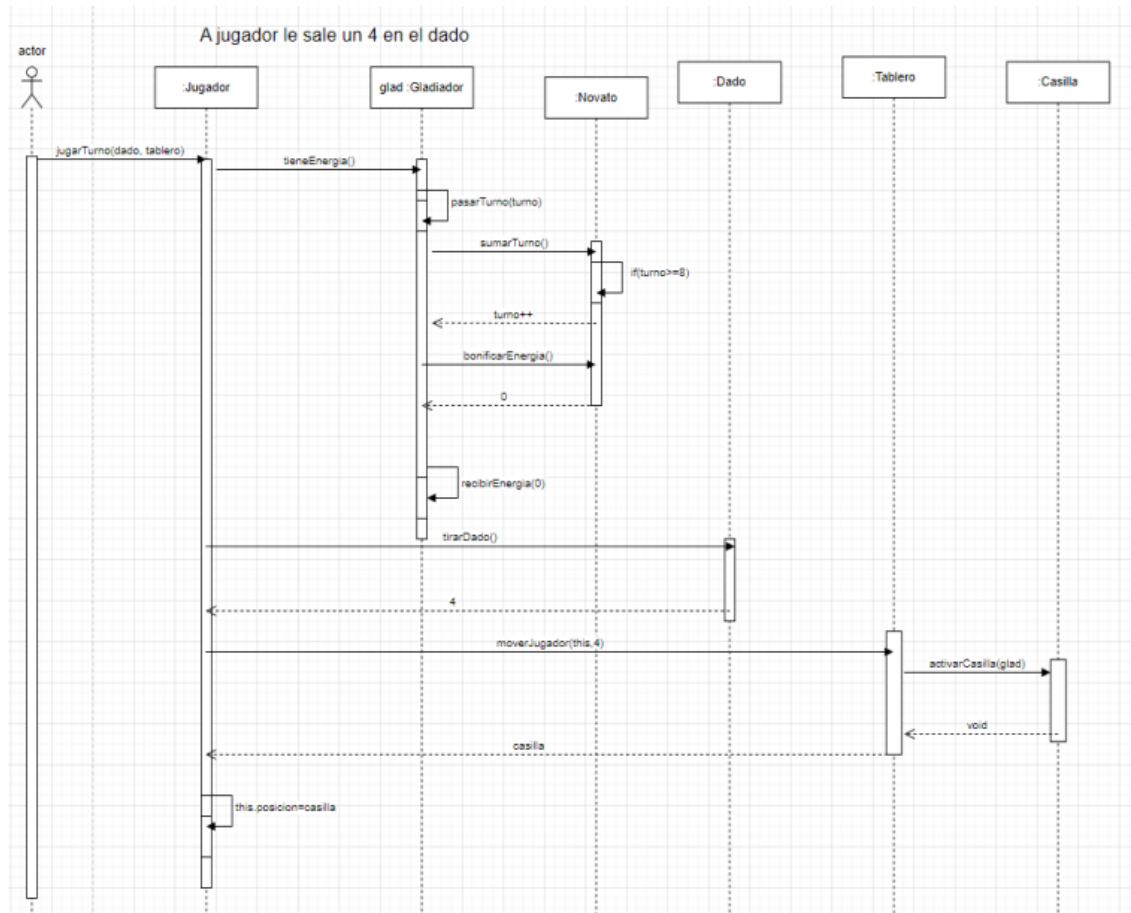 A jugador le sale un 4 en el dado
actor
:Jugador
glad :Gladiador
:Novato
:Dado
:Tablero
:Casilla
jugarTurno(dado, tablero)
tieneEnergia()
pasarTurno(turno)
sumarTurno()
if(turno>=8)
turno++
bonificarEnergia()
0
recibirEnergia(0)
tirarDado()
4
moverJugador(this,4)
activarCasilla(glad)
void
casilla
this.posicion=casilla